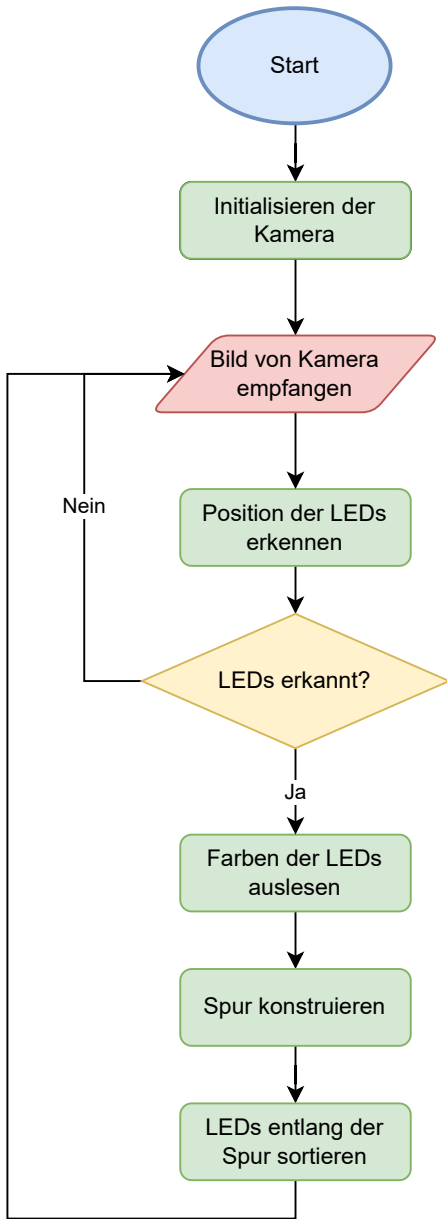 Start
Initialisieren der
Kamera
Bild von Kamera
empfangen
Nein
Position der LEDs
erkennen
LEDs erkannt?
Ja
Farben der LEDs
auslesen
Spur konstruieren
LEDs entlang der
Spur sortieren